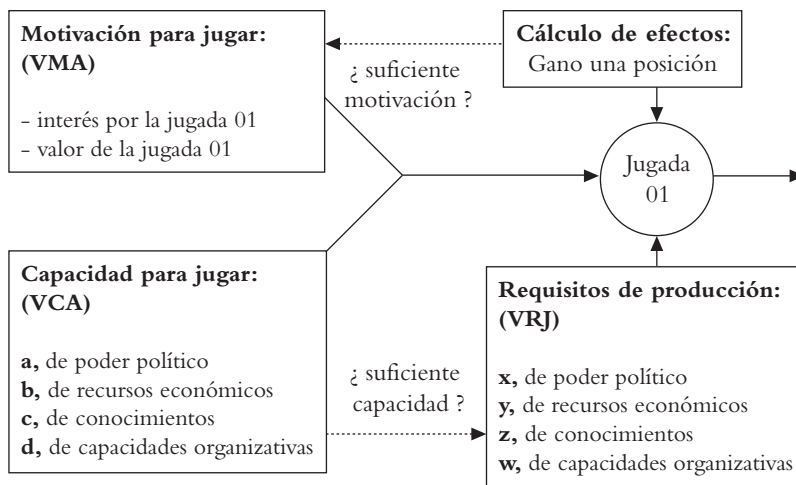 Motivación para jugar:
(VMA)
- interés por la jugada 01
- valor de la jugada 01
¿ suficiente
motivación ?
Cálculo de efectos:
Gano una posición
Jugada
01
Capacidad para jugar:
(VCA)
a, de poder político
b, de recursos económicos
c, de conocimientos
d, de capacidades organizativas
¿ suficiente
capacidad ?
Requisitos de producción:
(VRJ)
x, de poder político
y, de recursos económicos
z, de conocimientos
w, de capacidades organizativas